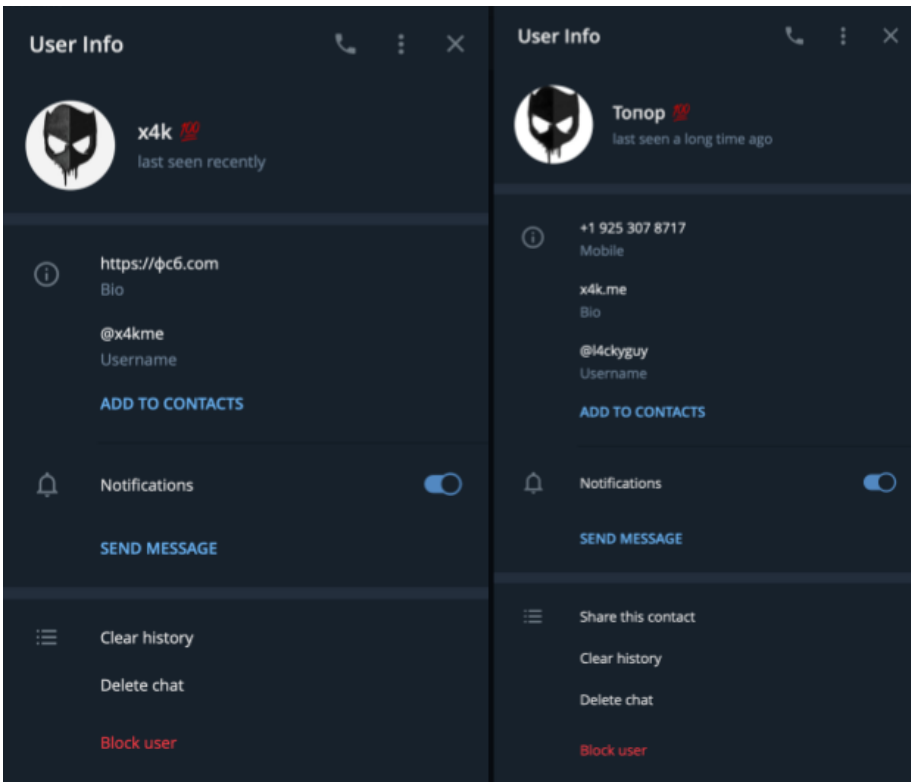 User Info
x4k 💯
last seen recently
https://фсб.com
Bio
@x4kme
Username
ADD TO CONTACTS
Notifications
SEND MESSAGE
Clear history
Delete chat
Block user
User Info
Tonop 💯
last seen a long time ago
+1 925 307 8717
Mobile
x4k.me
Bio
@l4ckyguy
Username
ADD TO CONTACTS
Notifications
SEND MESSAGE
Share this contact
Clear history
Delete chat
Block user